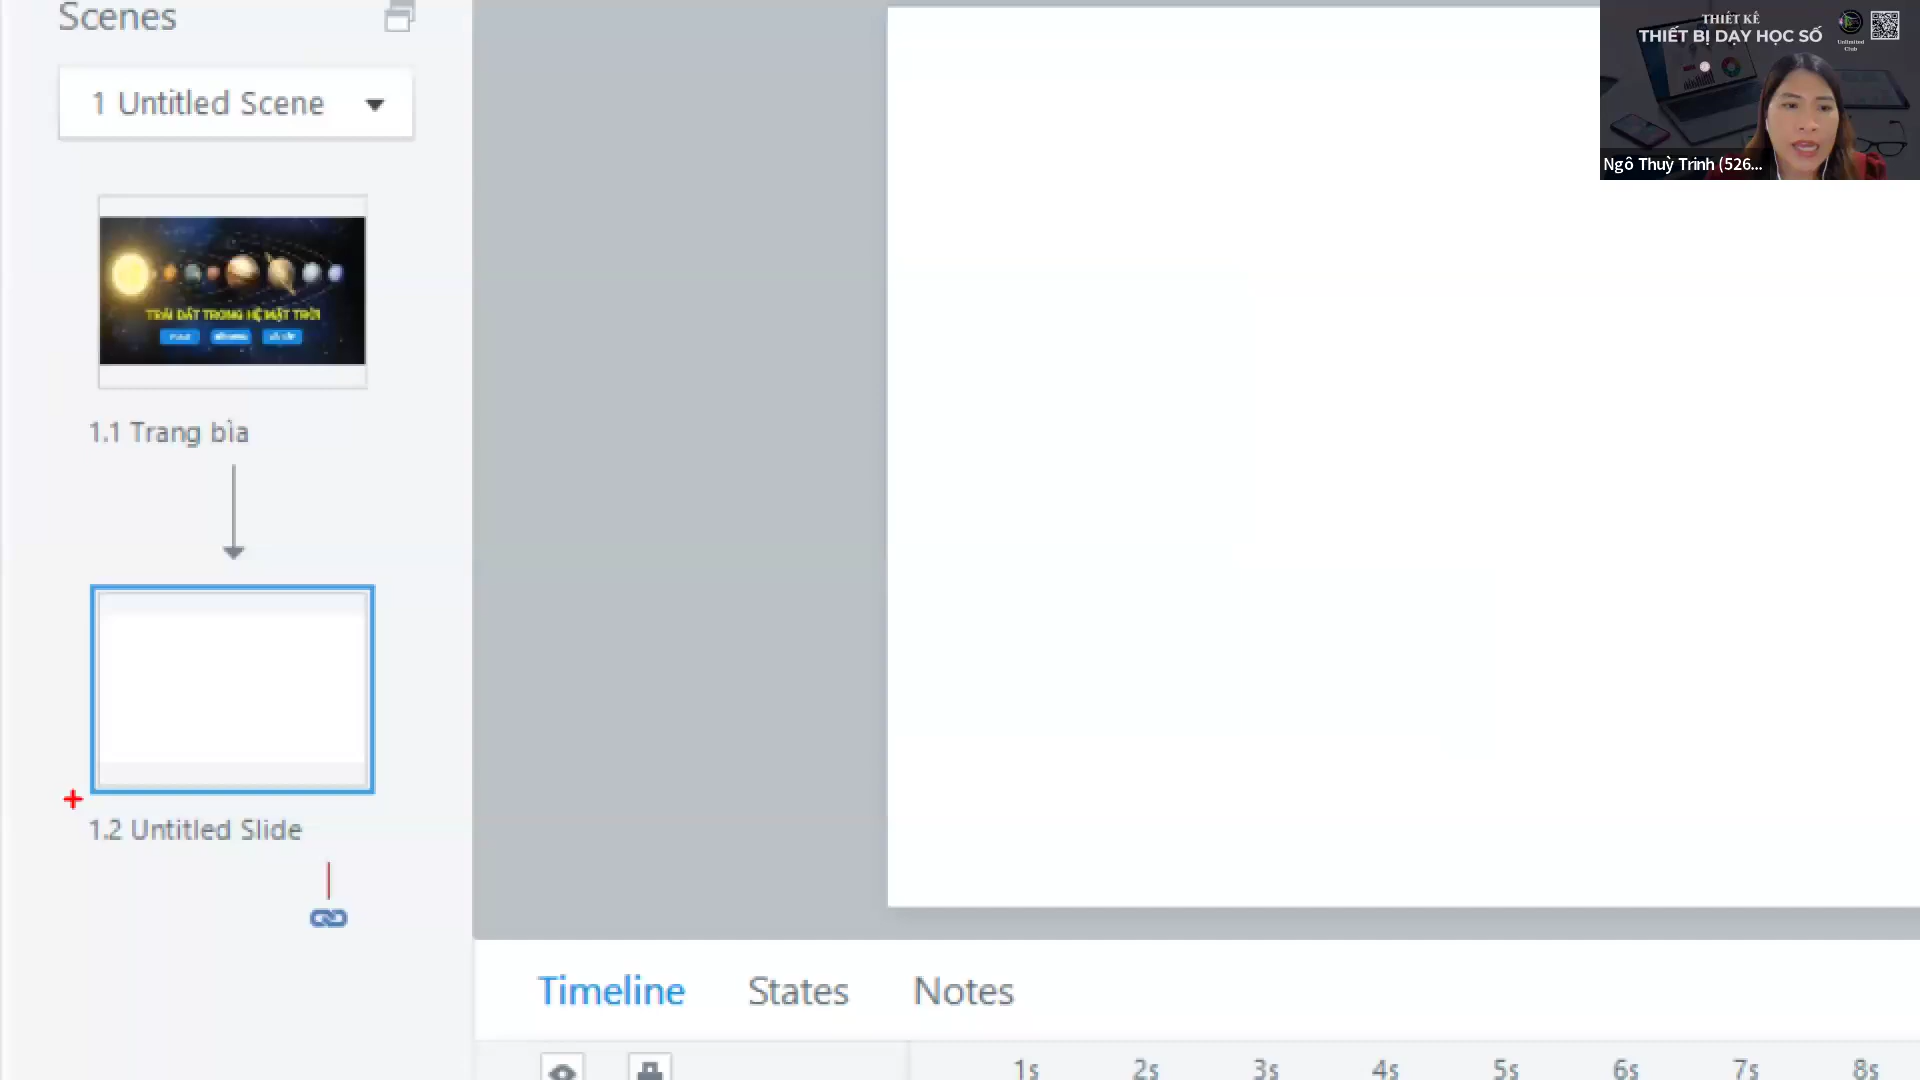 Scenes
1 Untitled Scene
TRÁI ĐẤT TRONG HỆ MẶT TRỜI
1.1 Trang bìa
1.2 Untitled Slide
Timeline
States
Notes
1s
2s
3s
4s
5s
6s
7s
8s
THIẾT KẾ
THIẾT BỊ DẠY HỌC SỐ
Unlimited
Club
Ngô Thuỳ Trinh (526...